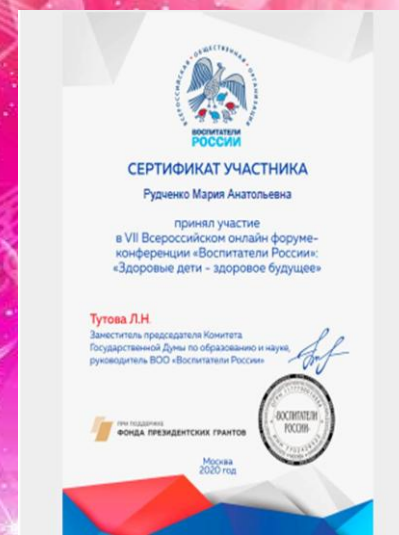 ВСЕРОССИЙСКАЯ ОБЩЕСТВЕННАЯ ОРГАНИЗАЦИЯ
ВОСПИТАТЕЛИ
РОССИИ
СЕРТИФИКАТ УЧАСТНИКА
Рудченко Мария Анатольевна
принял участие
в VII Всероссийском онлайн форуме-
конференции «Воспитатели России»:
«Здоровые дети - здоровое будущее»
Тутова Л.Н.
Заместитель председателя Комитета
Государственной Думы по образованию и науке,
руководитель ВОО «Воспитатели России»
ПРИ ПОДДЕРЖКЕ
ФОНДА ПРЕЗИДЕНТСКИХ ГРАНТОВ
ВОСПИТАТЕЛИ
РОССИИ
Москва
2020 год